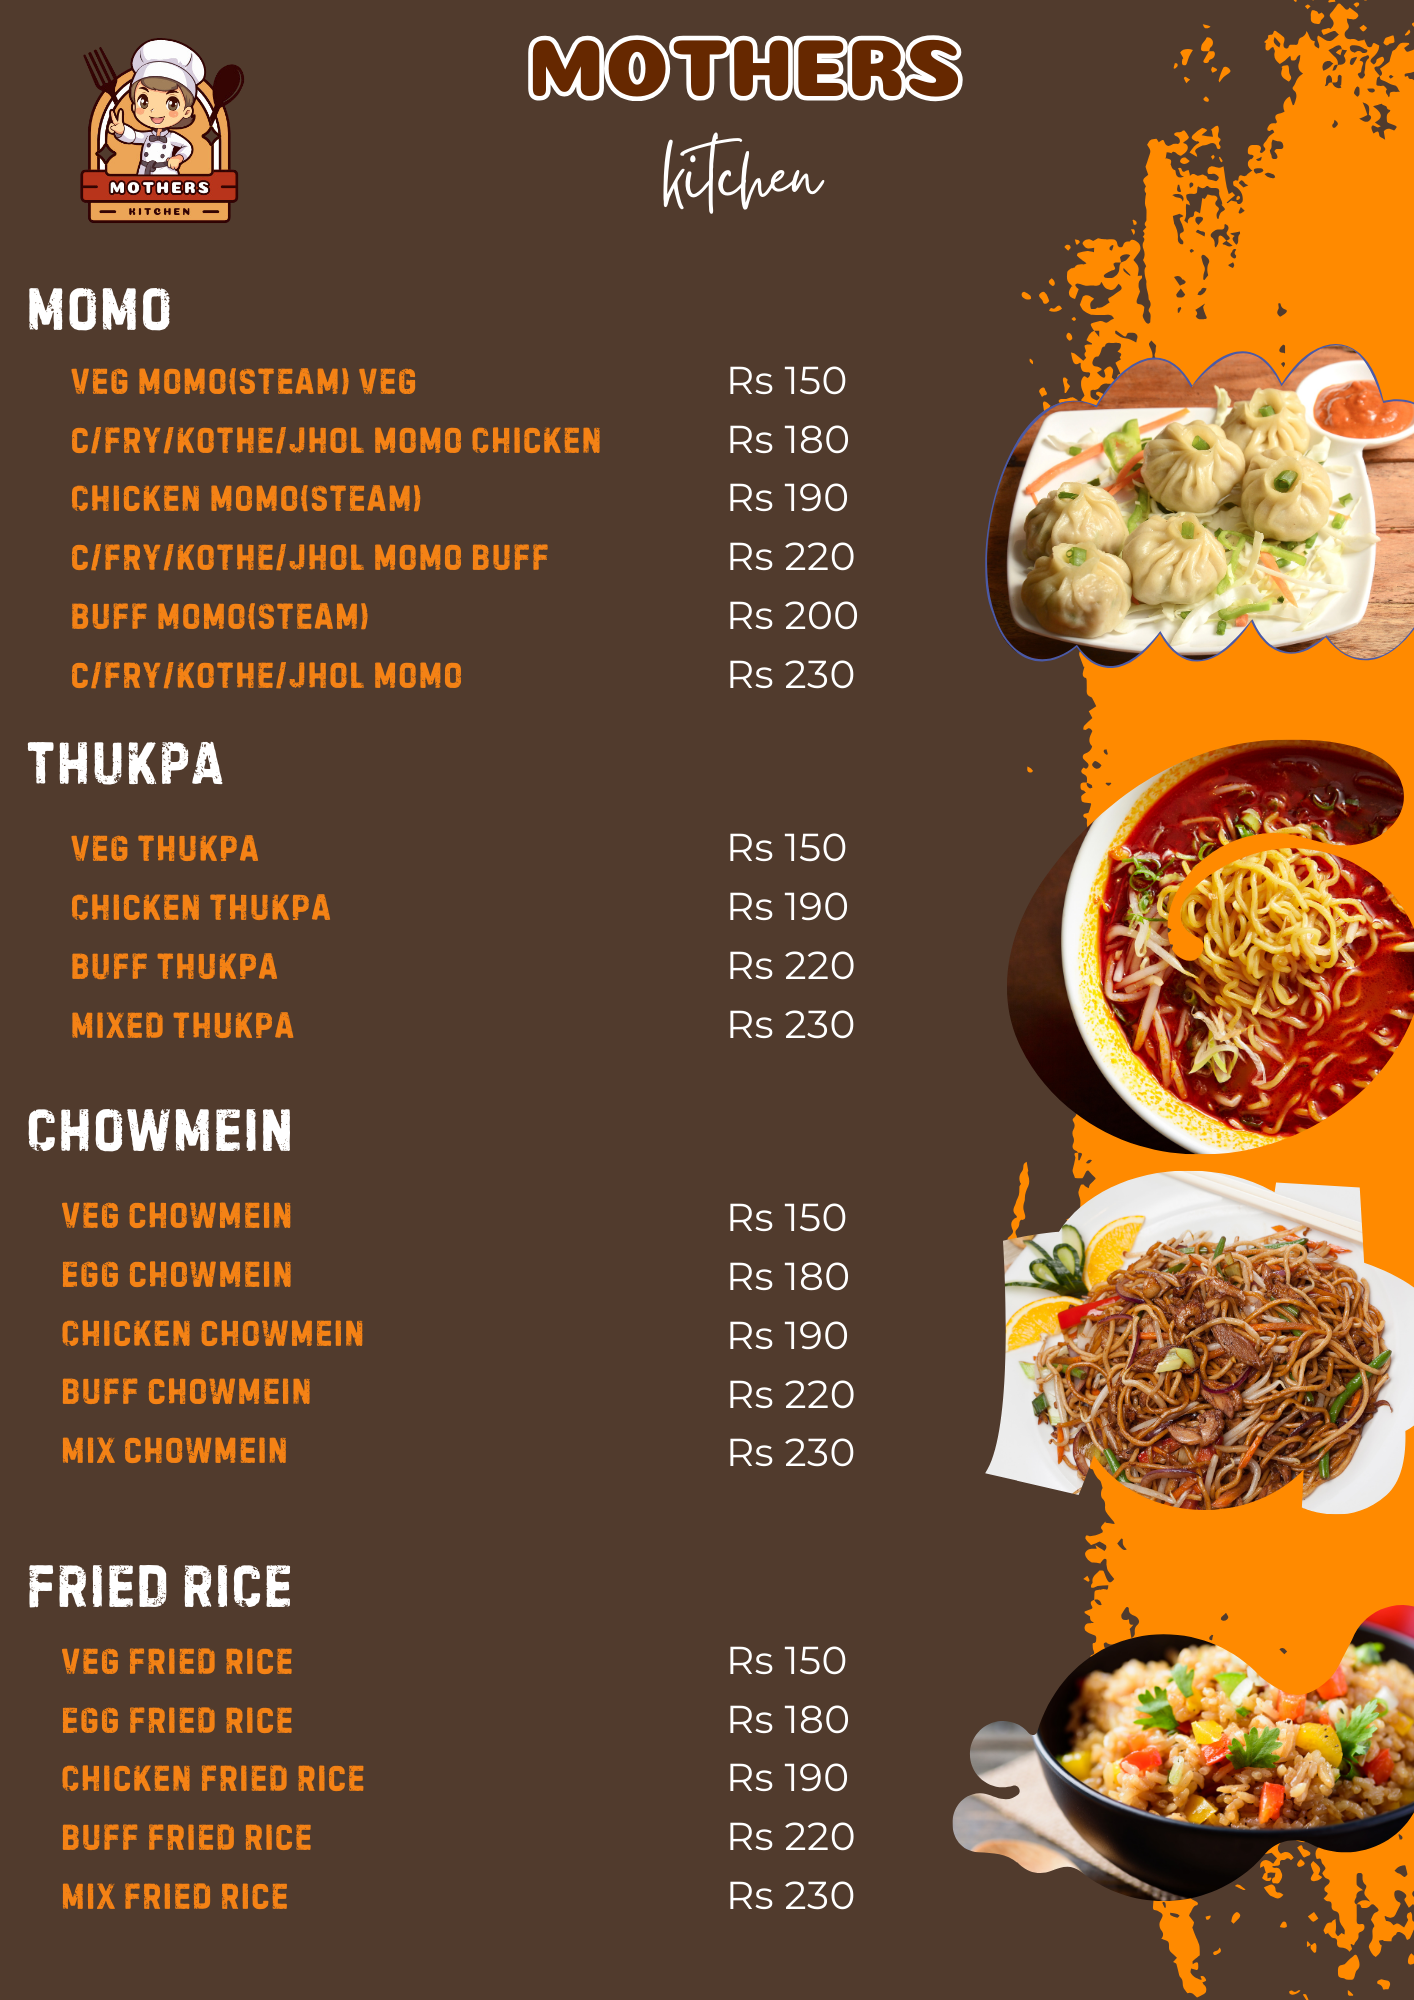 MOTHERS
KITCHEN
MOTHERS
kitchen
MOMO
VEG MOMO(STEAM) VEG Rs 150
C/FRY/KOTHE/JHOL MOMO CHICKEN Rs 180
CHICKEN MOMO(STEAM) Rs 190
C/FRY/KOTHE/JHOL MOMO BUFF Rs 220
BUFF MOMO(STEAM) Rs 200
C/FRY/KOTHE/JHOL MOMO Rs 230
THUKPA
VEG THUKPA Rs 150
CHICKEN THUKPA Rs 190
BUFF THUKPA Rs 220
MIXED THUKPA Rs 230
CHOWMEIN
VEG CHOWMEIN Rs 150
EGG CHOWMEIN Rs 180
CHICKEN CHOWMEIN Rs 190
BUFF CHOWMEIN Rs 220
MIX CHOWMEIN Rs 230
FRIED RICE
VEG FRIED RICE Rs 150
EGG FRIED RICE Rs 180
CHICKEN FRIED RICE Rs 190
BUFF FRIED RICE Rs 220
MIX FRIED RICE Rs 230